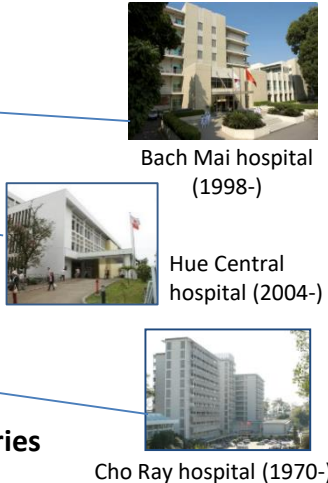 Bach Mai hospital
(1998-)
Hue Central
hospital (2004-)
ries
Cho Ray hospital (1970-)